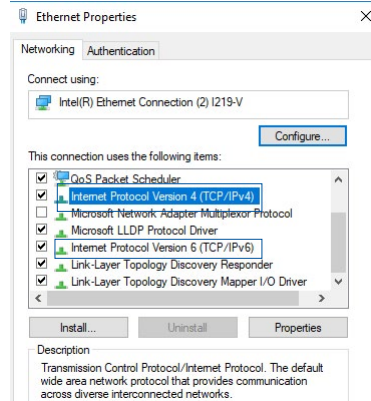 Ethernet Properties
Networking Authentication
Connect using:
Intel(R) Ethernet Connection (2) I219-V
Configure...
This connection uses the following items:
QoS Packet Scheduler
Internet Protocol Version 4 (TCP/IPv4)
Microsoft Network Adapter Multiplexor Protocol
Microsoft LLDP Protocol Driver
Internet Protocol Version 6 (TCP/IPv6)
Link-Layer Topology Discovery Responder
Link-Layer Topology Discovery Mapper I/O Driver
Install... Uninstall Properties
Description
Transmission Control Protocol/Internet Protocol. The default
wide area network protocol that provides communication
across diverse interconnected networks.